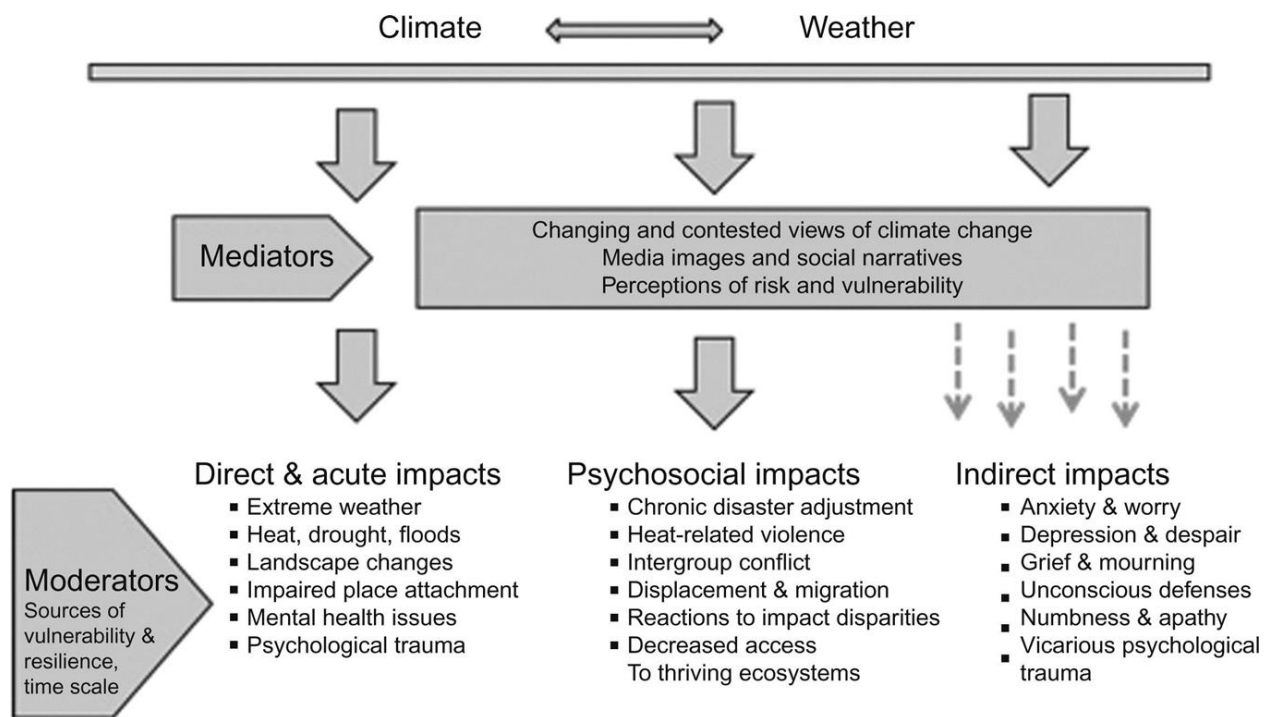 Climate
Weather
Mediators
Changing and contested views of climate change
Media images and social narratives
Perceptions of risk and vulnerability
Moderators
Sources of
vulnerability &
resilience,
time scale
Direct & acute impacts
▪ Extreme weather
▪ Heat, drought, floods
▪ Landscape changes
▪ Impaired place attachment
▪ Mental health issues
▪ Psychological trauma
Psychosocial impacts
▪ Chronic disaster adjustment
▪ Heat-related violence
▪ Intergroup conflict
▪ Displacement & migration
▪ Reactions to impact disparities
▪ Decreased access
To thriving ecosystems
Indirect impacts
▪ Anxiety & worry
▪ Depression & despair
▪ Grief & mourning
▪ Unconscious defenses
▪ Numbness & apathy
▪ Vicarious psychological
trauma